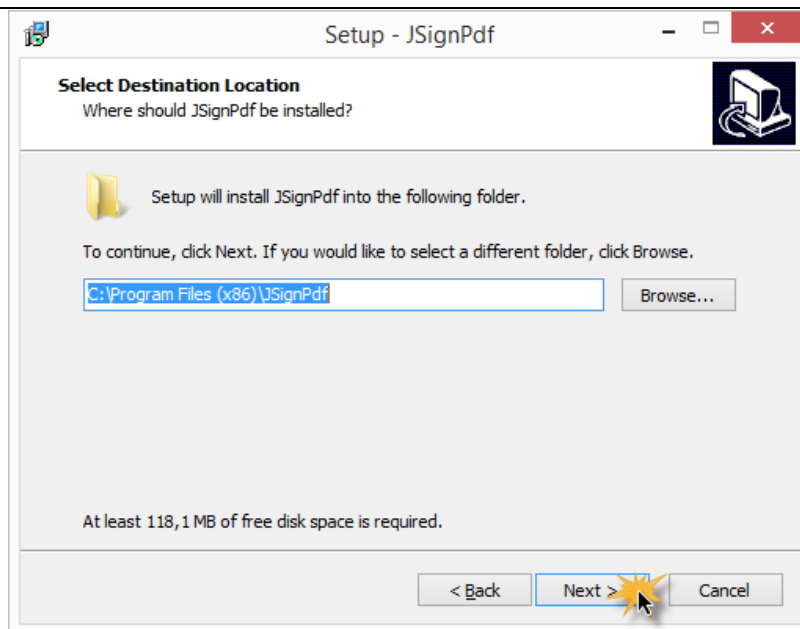 Setup - JSignPdf
Select Destination Location
Where should JSignPdf be installed?
Setup will install JSignPdf into the following folder.
To continue, click Next. If you would like to select a different folder, click Browse.
C:\Program Files (x86)\JSignPdf
Browse...
At least 118,1 MB of free disk space is required.
< Back
Next >
Cancel